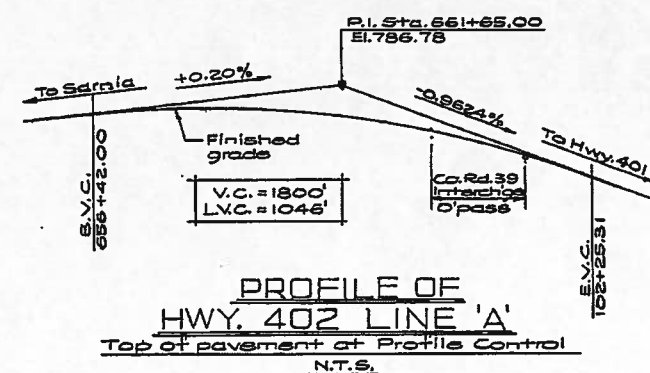 P.I. Sta. 661+65.00
El. 786.78
To Sarnia
+0.20%
-0.9624%
To Hwy. 401
Finished
grade
B.V.C.
656+42.00
V.C. = 1800'
L.V.C. = 1046'
Co. Rd. 39
Interch'ge
O'pass
E.V.C.
102+25.31
PROFILE OF
HWY. 402 LINE 'A'
Top of pavement at Profile Control
N.T.S.